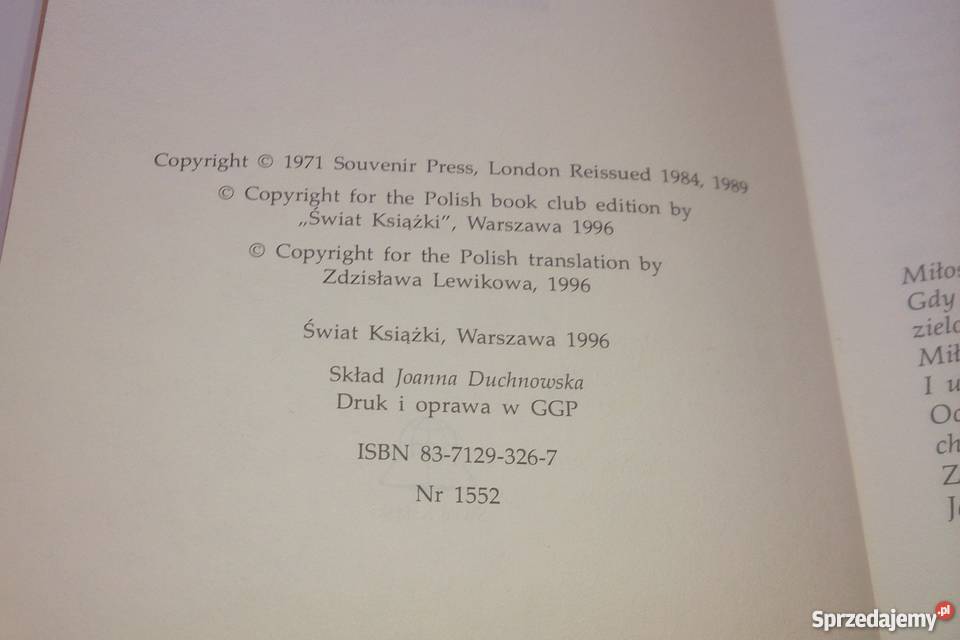 Copyright © 1971 Souvenir Press, London Reissued 1984, 1989
© Copyright for the Polish book club edition by
„Świat Książki", Warszawa 1996
© Copyright for the Polish translation by
Zdzisława Lewikowa, 1996
Świat Książki, Warszawa 1996
Skład Joanna Duchnowska
Druk i oprawa w GGP
ISBN 83-7129-326-7
Nr 1552
Gdy
I
Sprzedajemy.pl